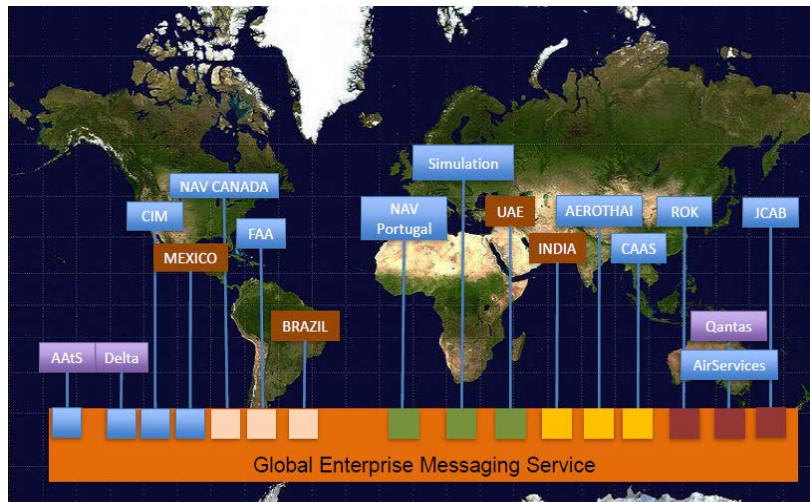 Simulation
NAV CANADA
CIM
FAA
MEXICO
NAV
Portugal
UAE
AEROTHAI
ROK
JCAB
INDIA
CAAS
BRAZIL
Qantas
AAtS
Delta
AirServices
Global Enterprise Messaging Service